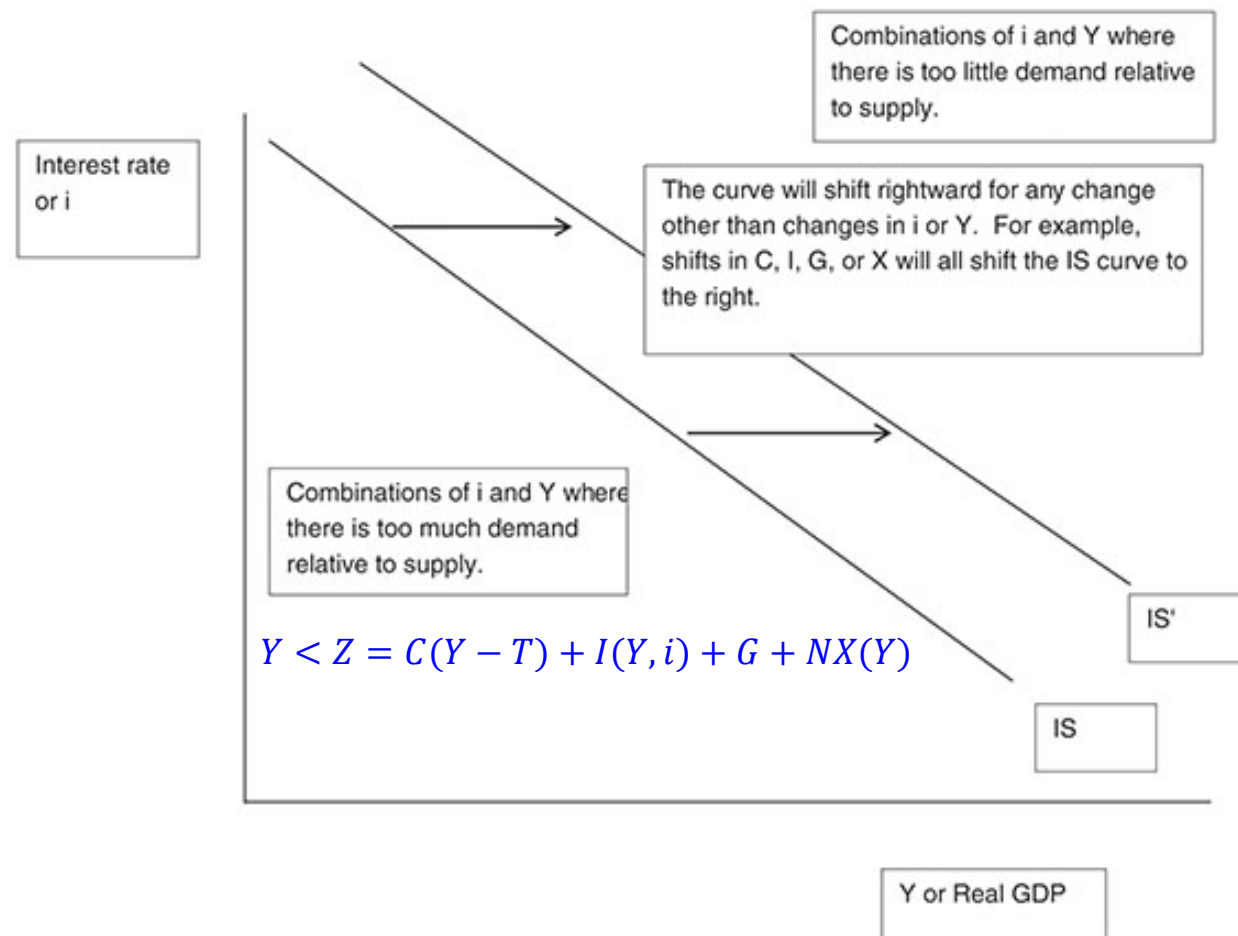 Combinations of i and Y where
there is too little demand relative
to supply.
Interest rate
or i
The curve will shift rightward for any change
other than changes in i or Y. For example,
shifts in C, I, G, or X will all shift the IS curve to
the right.
Combinations of i and Y where
there is too much demand
relative to supply.
Y < Z = C(Y − T) + I(Y, i) + G + NX(Y)
IS'
IS
Y or Real GDP